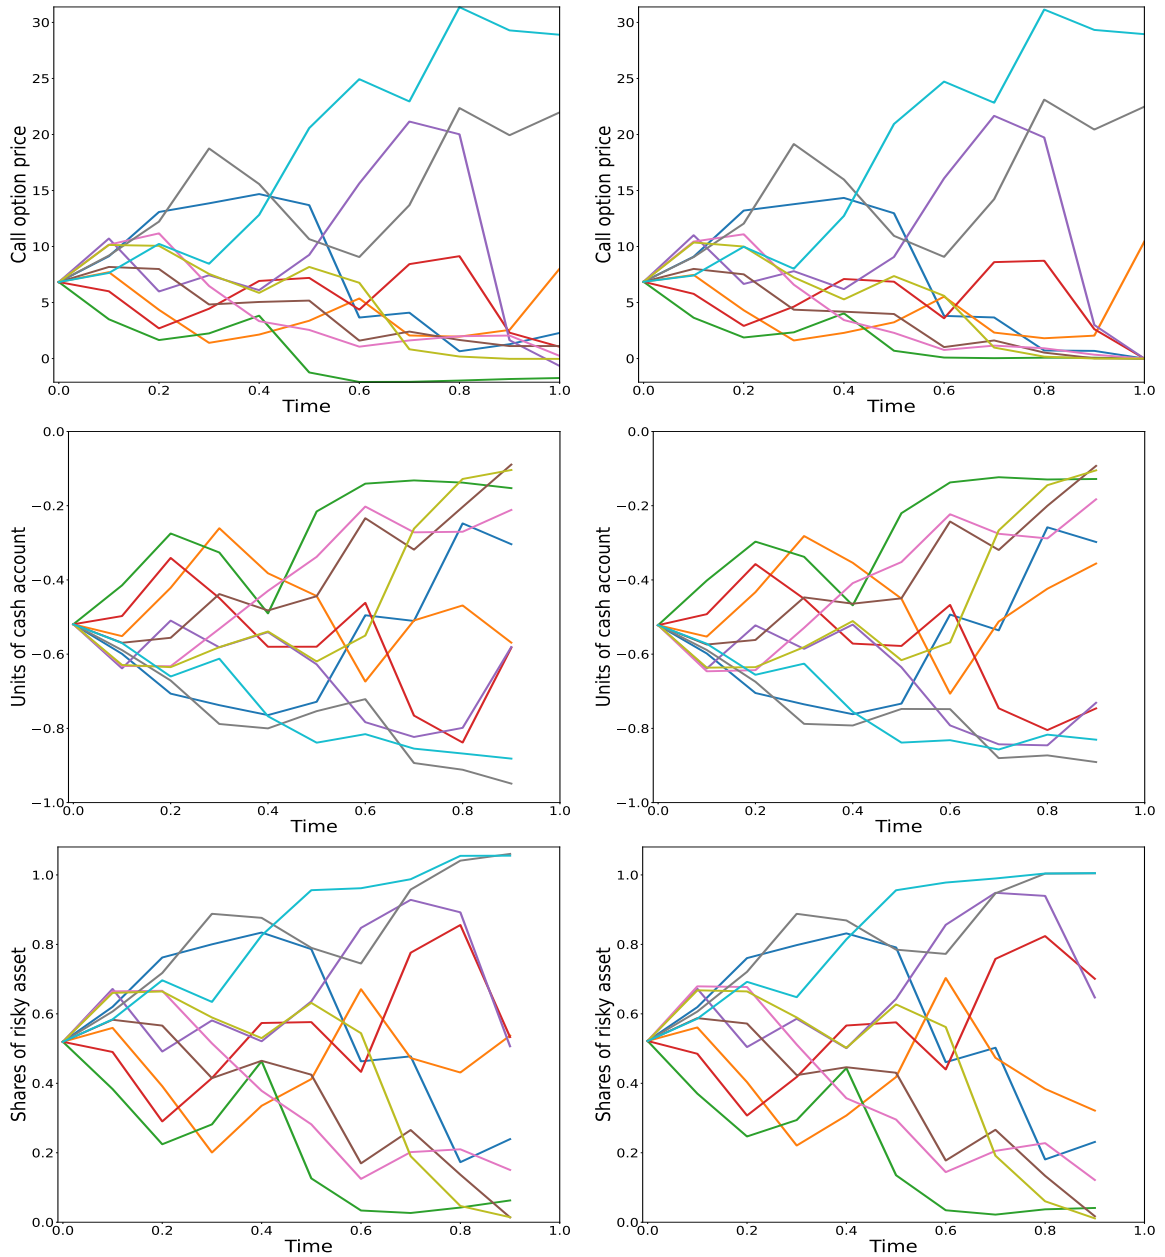 30
25
20
15
10
5
0
Call option price
0.0 0.2 0.4 0.6 0.8 1.0
Time
30
25
20
15
10
5
0
Call option price
0.0 0.2 0.4 0.6 0.8 1.0
Time
0.0
−0.2
−0.4
−0.6
−0.8
−1.0
Units of cash account
0.0 0.2 0.4 0.6 0.8 1.0
Time
0.0
−0.2
−0.4
−0.6
−0.8
−1.0
Units of cash account
0.0 0.2 0.4 0.6 0.8 1.0
Time
1.0
0.8
0.6
0.4
0.2
0.0
Shares of risky asset
0.0 0.2 0.4 0.6 0.8 1.0
Time
1.0
0.8
0.6
0.4
0.2
0.0
Shares of risky asset
0.0 0.2 0.4 0.6 0.8 1.0
Time